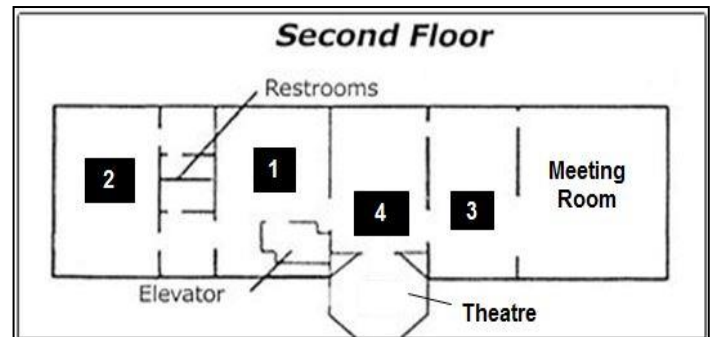 Second Floor
Restrooms
2
1
4
3
Meeting
Room
Elevator
Theatre